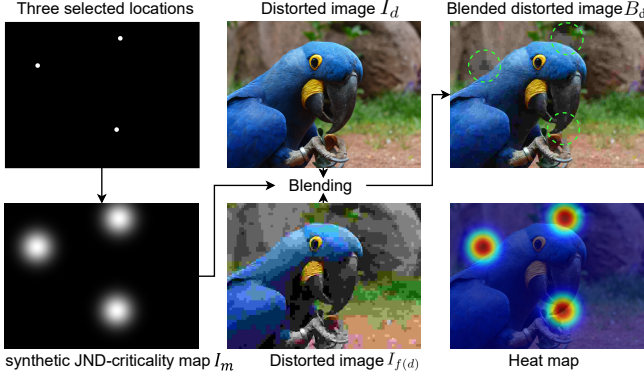 Three selected locations
Distorted image I_d
Blended distorted image B_d
Blending
synthetic JND-criticality map I_m
Distorted image I_{f(d)}
Heat map